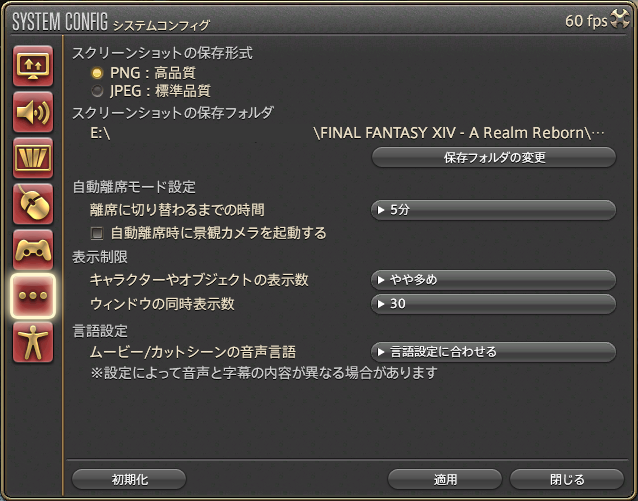 SYSTEM CONFIG システムコンフィグ 60 fps
スクリーンショットの保存形式
PNG：高品質
JPEG：標準品質
スクリーンショットの保存フォルダ
E:\ \FINAL FANTASY XIV - A Realm Reborn\…
保存フォルダの変更
自動離席モード設定
離席に切り替わるまでの時間 5分
自動離席時に景観カメラを起動する
表示制限
キャラクターやオブジェクトの表示数 やや多め
ウィンドウの同時表示数 30
言語設定
ムービー/カットシーンの音声言語 言語設定に合わせる
※設定によって音声と字幕の内容が異なる場合があります
初期化 適用 閉じる